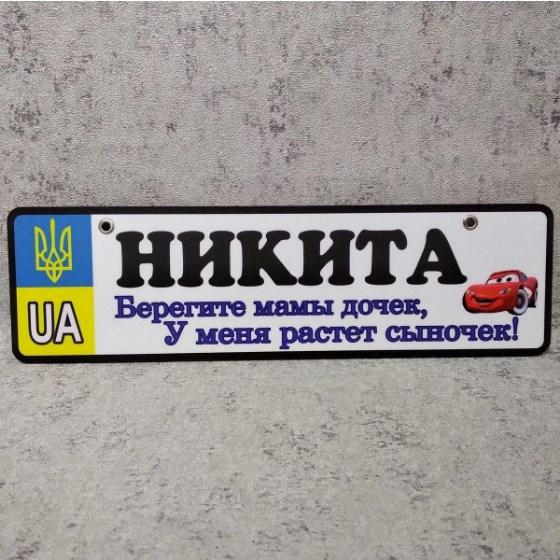 НИКИТА
UA
Берегите мамы дочек,
У меня растет сыночек!